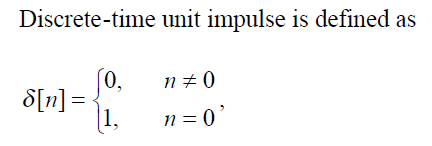 Discrete-time unit impulse is defined as
δ[n] = {0, n ≠ 0
1, n = 0 ,